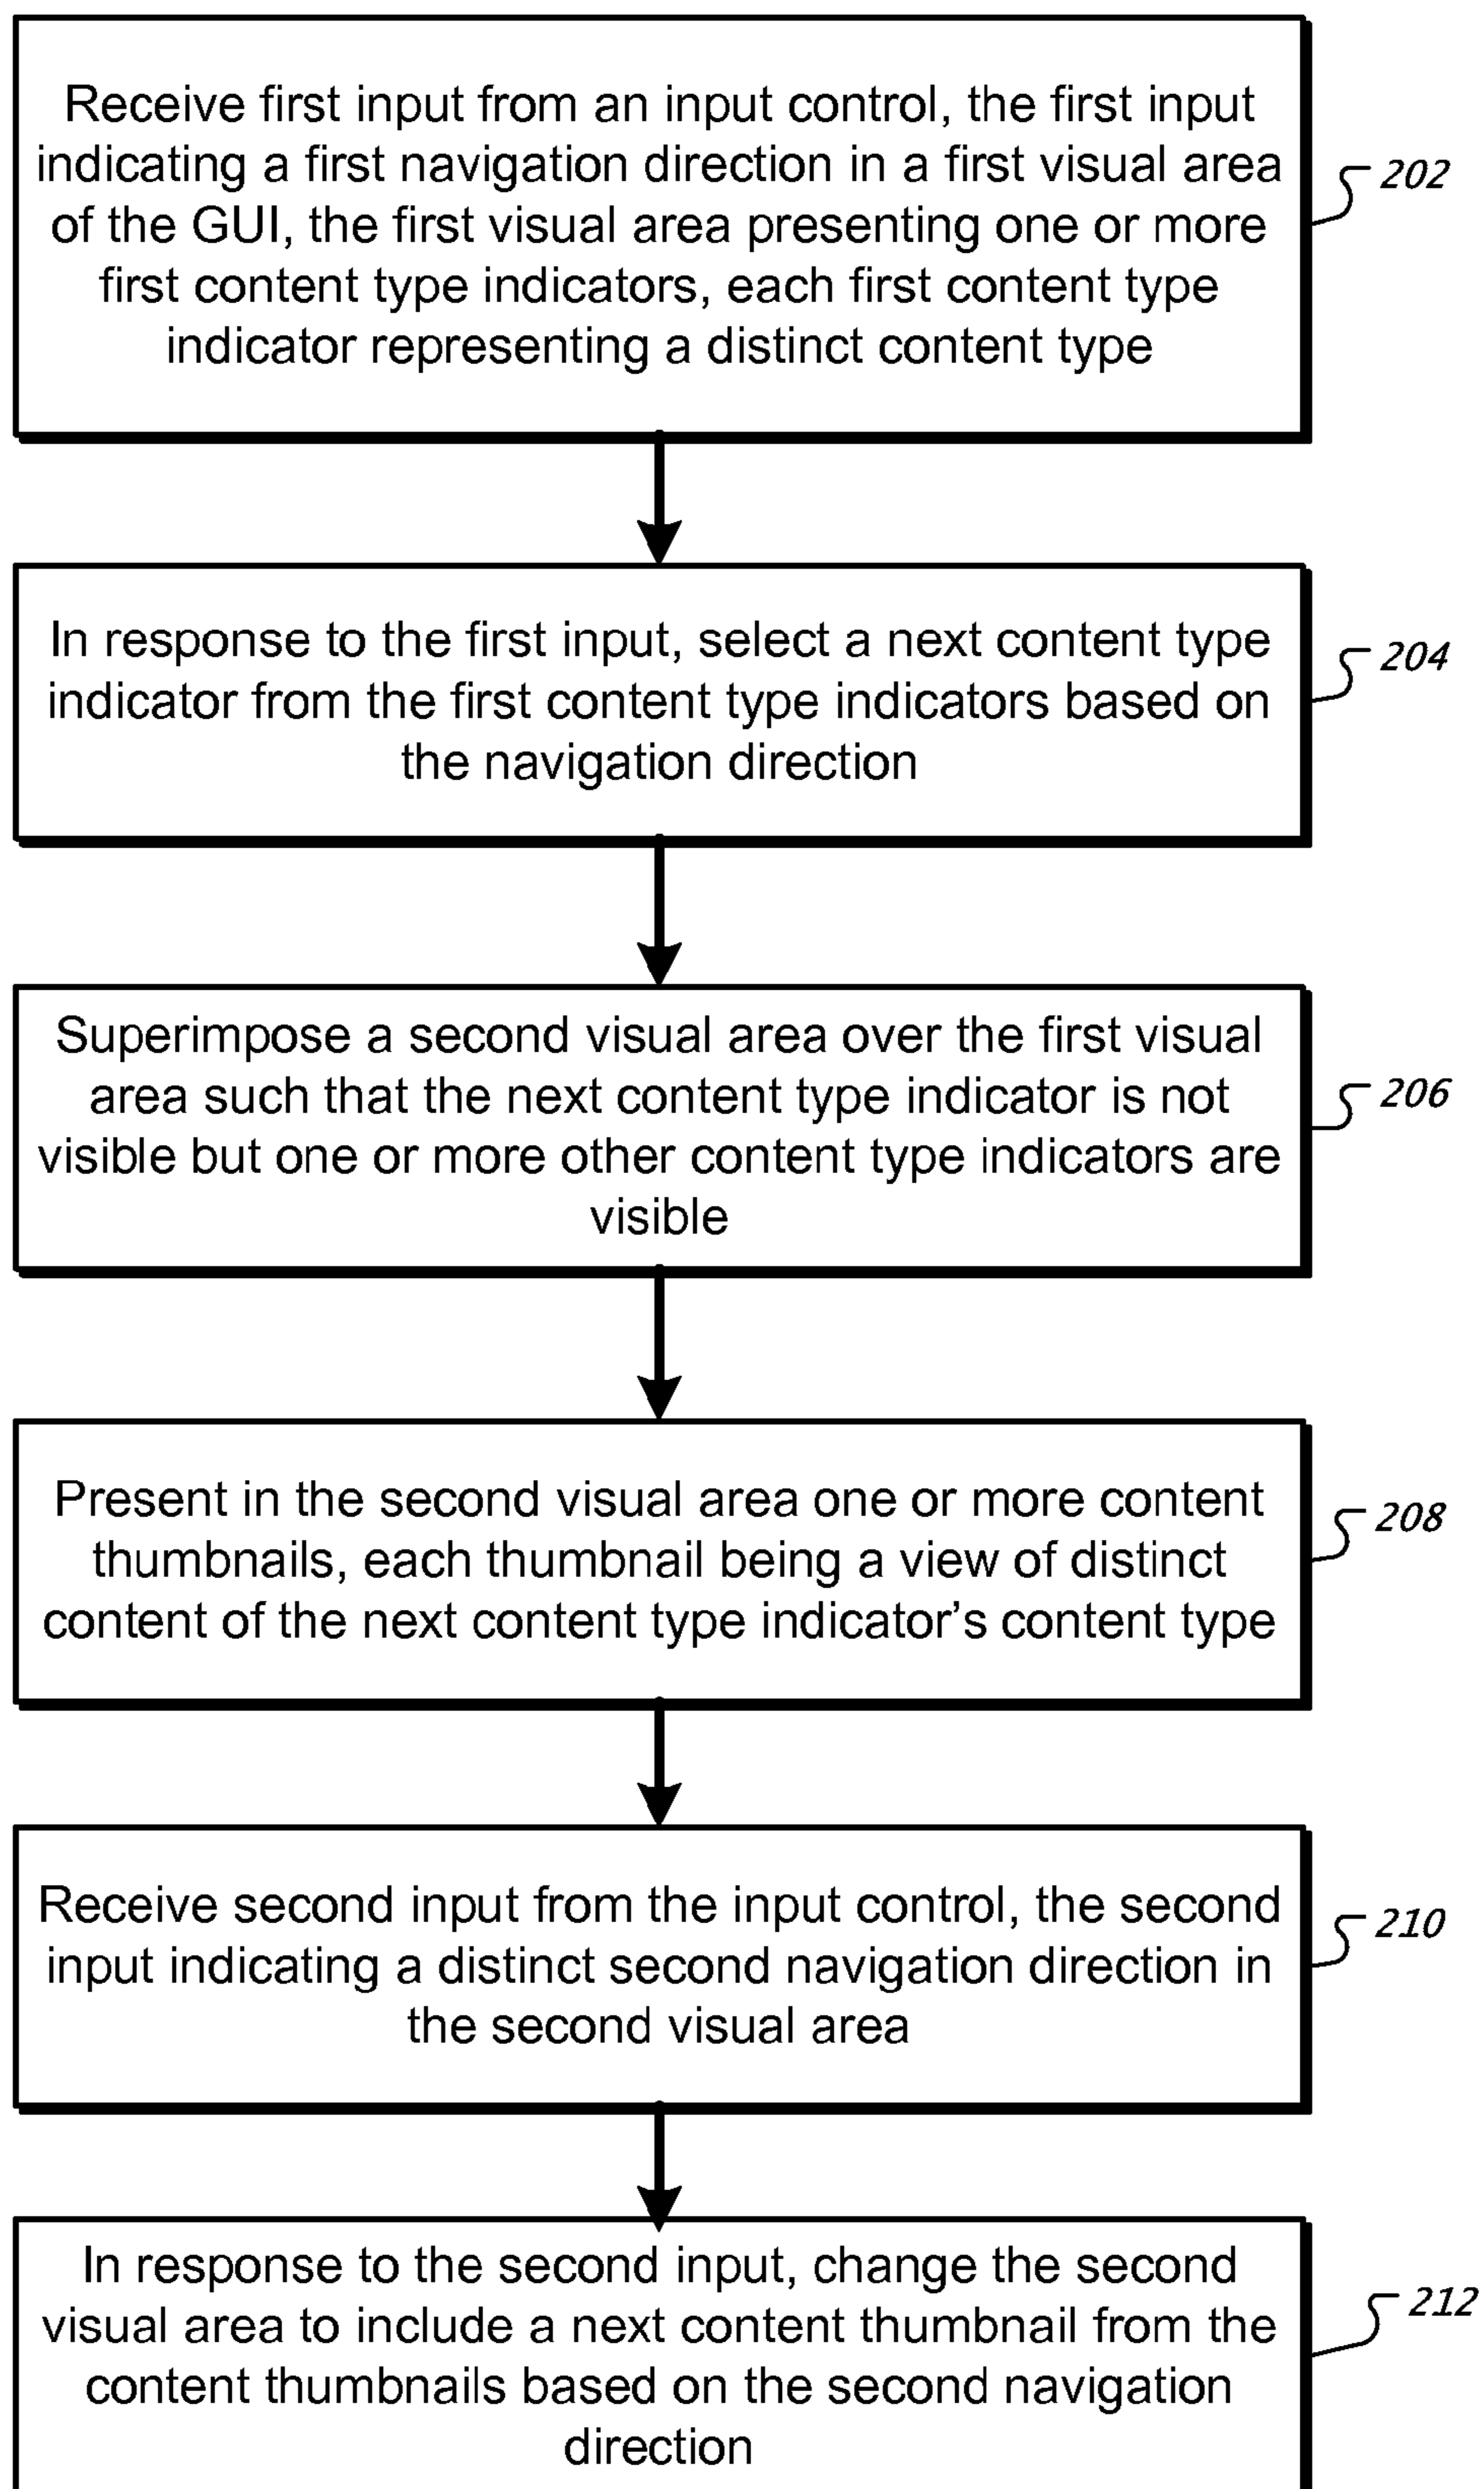 Receive first input from an input control, the first input
indicating a first navigation direction in a first visual area
of the GUI, the first visual area presenting one or more
first content type indicators, each first content type
indicator representing a distinct content type
202
In response to the first input, select a next content type
indicator from the first content type indicators based on
the navigation direction
204
Superimpose a second visual area over the first visual
area such that the next content type indicator is not
visible but one or more other content type indicators are
visible
206
Present in the second visual area one or more content
thumbnails, each thumbnail being a view of distinct
content of the next content type indicator's content type
208
Receive second input from the input control, the second
input indicating a distinct second navigation direction in
the second visual area
210
In response to the second input, change the second
visual area to include a next content thumbnail from the
content thumbnails based on the second navigation
direction
212